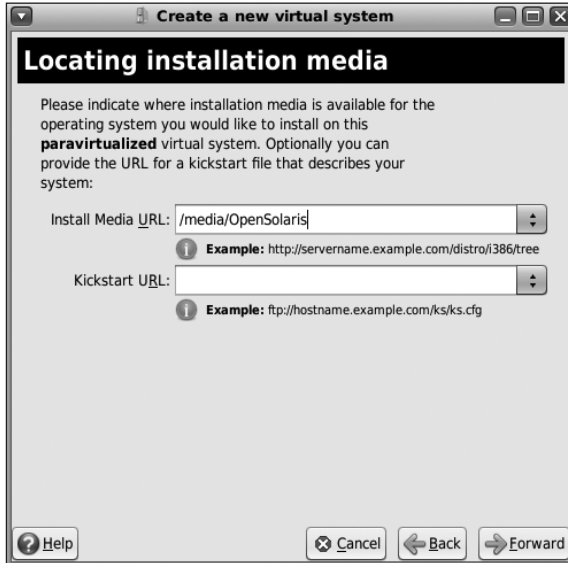 Create a new virtual system
Locating installation media
Please indicate where installation media is available for the
operating system you would like to install on this
paravirtualized virtual system. Optionally you can
provide the URL for a kickstart file that describes your
system:
Install Media URL: /media/OpenSolaris
Example: http://servername.example.com/distro/i386/tree
Kickstart URL:
Example: ftp://hostname.example.com/ks/ks.cfg
Help Cancel Back Forward